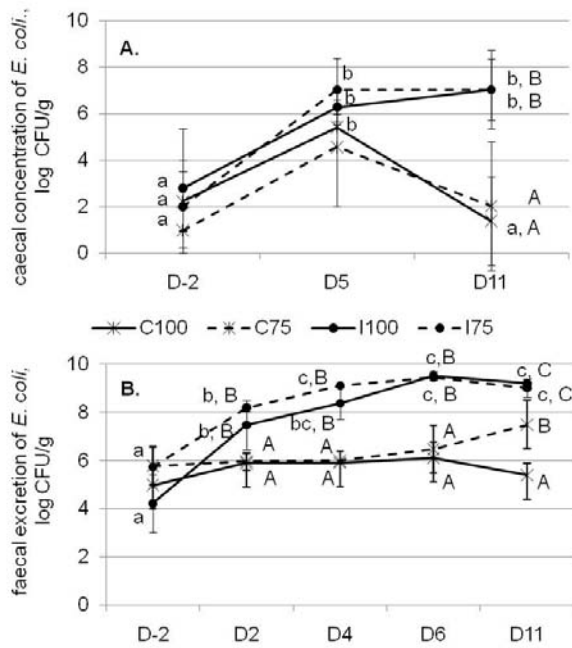 A.
caecal concentration of E. coli.,
log CFU/g
10
8
6
4
2
0
a
a
a
b
b
b
b, B
b, B
A
a, A
D-2 D5 D11
C100 C75 I100 I75
B.
faecal excretion of E. coli,
log CFU/g
10
8
6
4
2
0
a
a
b, B
b, B
A
A
c,B
bc, B
A
A
c,B
c, B
A
A
c, C
c, C
B
A
D-2 D2 D4 D6 D11